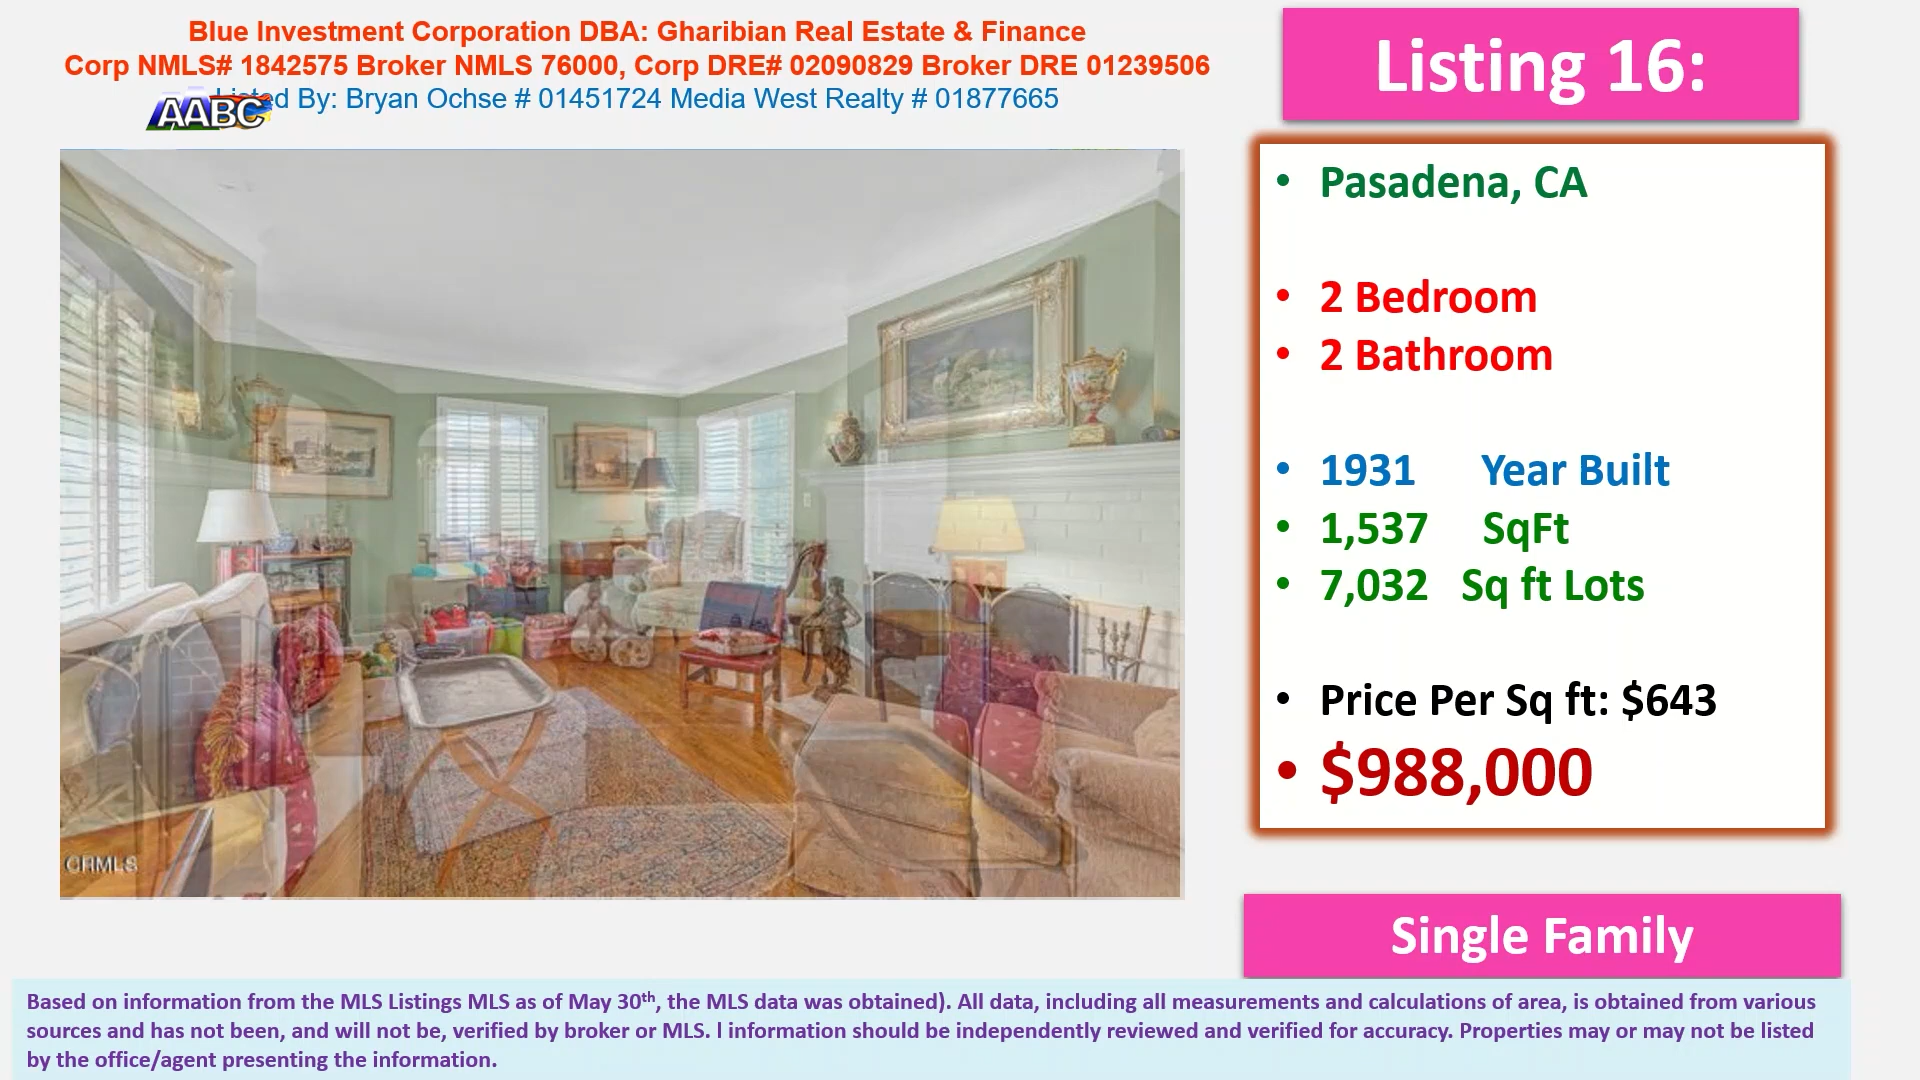 Blue Investment Corporation DBA: Gharibian Real Estate & Finance
Corp NMLS# 1842575 Broker NMLS 76000, Corp DRE# 02090829 Broker DRE 01239506
Listed By: Bryan Ochse # 01451724 Media West Realty # 01877665
AABC
Listing 16:
• Pasadena, CA
• 2 Bedroom
• 2 Bathroom
• 1931 Year Built
• 1,537 SqFt
• 7,032 Sq ft Lots
• Price Per Sq ft: $643
• $988,000
CRMLS
Single Family
Based on information from the MLS Listings MLS as of May 30th, the MLS data was obtained). All data, including all measurements and calculations of area, is obtained from various
sources and has not been, and will not be, verified by broker or MLS. l information should be independently reviewed and verified for accuracy. Properties may or may not be listed
by the office/agent presenting the information.